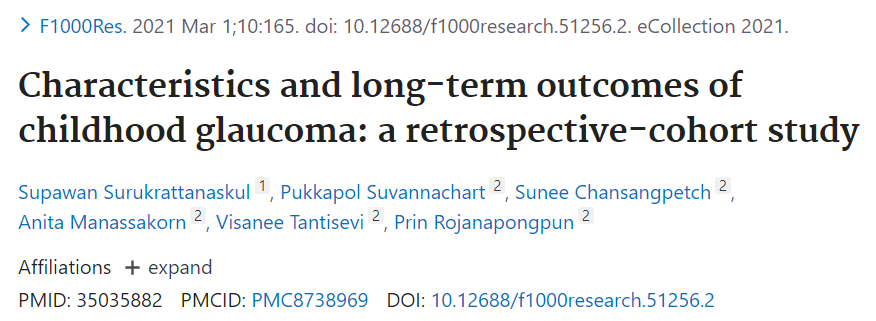 F1000Res. 2021 Mar 1;10:165. doi: 10.12688/f1000research.51256.2. eCollection 2021.
Characteristics and long-term outcomes of
childhood glaucoma: a retrospective-cohort study
Supawan Surukrattanaskul 1, Pukkapol Suvannachart 2, Sunee Chansangpetch 2,
Anita Manassakorn 2, Visanee Tantisevi 2, Prin Rojanapongpun 2
Affiliations + expand
PMID: 35035882 PMCID: PMC8738969 DOI: 10.12688/f1000research.51256.2